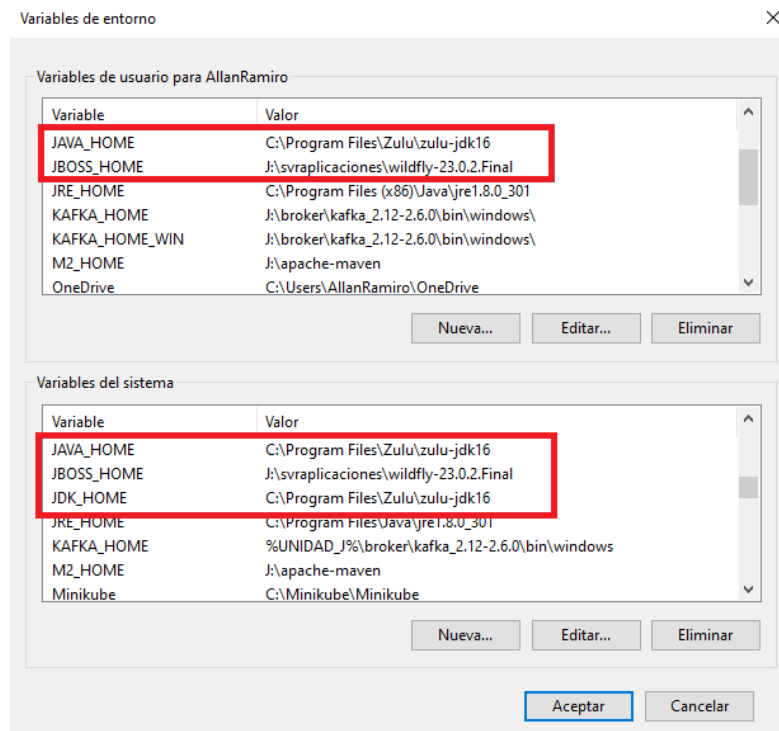 Variables de entorno
Variables de usuario para AllanRamiro
Variable Valor
JAVA_HOME C:\Program Files\Zulu\zulu-jdk16
JBOSS_HOME J:\svraplicaciones\wildfly-23.0.2.Final
JRE_HOME C:\Program Files (x86)\Java\jre1.8.0_301
KAFKA_HOME J:\broker\kafka_2.12-2.6.0\bin\windows\
KAFKA_HOME_WIN J:\broker\kafka_2.12-2.6.0\bin\windows\
M2_HOME J:\apache-maven
OneDrive C:\Users\AllanRamiro\OneDrive
Nueva... Editar... Eliminar
Variables del sistema
Variable Valor
JAVA_HOME C:\Program Files\Zulu\zulu-jdk16
JBOSS_HOME J:\svraplicaciones\wildfly-23.0.2.Final
JDK_HOME C:\Program Files\Zulu\zulu-jdk16
JRE_HOME C:\Program Files\Java\jre1.8.0_301
KAFKA_HOME %UNIDAD_J%\broker\kafka_2.12-2.6.0\bin\windows
M2_HOME J:\apache-maven
Minikube C:\Minikube\Minikube
Nueva... Editar... Eliminar
Aceptar Cancelar